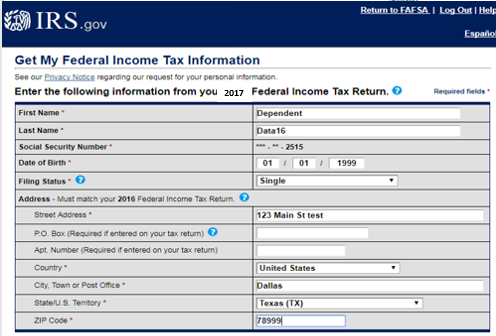 Return to FAFSA | Log Out | Help
IRS.gov
Españo
Get My Federal Income Tax Information
See our Privacy Notice regarding our request for your personal information.
Enter the following information from you 2017 Federal Income Tax Return. ?
Required fields *
First Name * Dependent
Last Name * Data16
Social Security Number * *** - ** - 2515
Date of Birth * 01 / 01 / 1999
Filing Status * ? Single
Address - Must match your 2016 Federal Income Tax Return. ?
Street Address * 123 Main St test
P.O. Box (Required if entered on your tax return) ?
Apt. Number (Required if entered on your tax return)
Country * United States
City, Town or Post Office * Dallas
State/U.S. Territory * Texas (TX)
ZIP Code * 78999